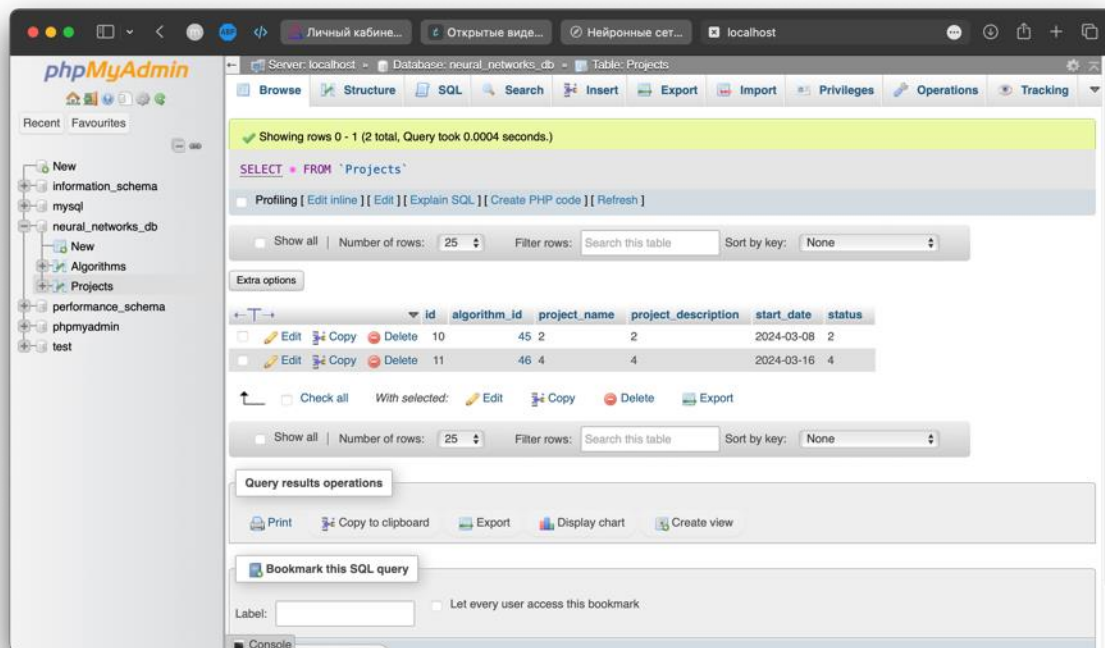 Личный кабине...
Открытые виде...
Нейронные сет...
localhost
phpMyAdmin
Recent Favourites
New
information_schema
mysql
neural_networks_db
New
Algorithms
Projects
performance_schema
phpmyadmin
test
Server: localhost » Database: neural_networks_db » Table: Projects
Browse Structure SQL Search Insert Export Import Privileges Operations Tracking
Showing rows 0 - 1 (2 total, Query took 0.0004 seconds.)
SELECT * FROM `Projects`
Profiling [ Edit inline ] [ Edit ] [ Explain SQL ] [ Create PHP code ] [ Refresh ]
Show all | Number of rows: 25 Filter rows: Search this table Sort by key: None
Extra options
id algorithm_id project_name project_description start_date status
Edit Copy Delete 10 45 2 2 2024-03-08 2
Edit Copy Delete 11 46 4 4 2024-03-16 4
Check all With selected: Edit Copy Delete Export
Show all | Number of rows: 25 Filter rows: Search this table Sort by key: None
Query results operations
Print Copy to clipboard Export Display chart Create view
Bookmark this SQL query
Label: Let every user access this bookmark
Console